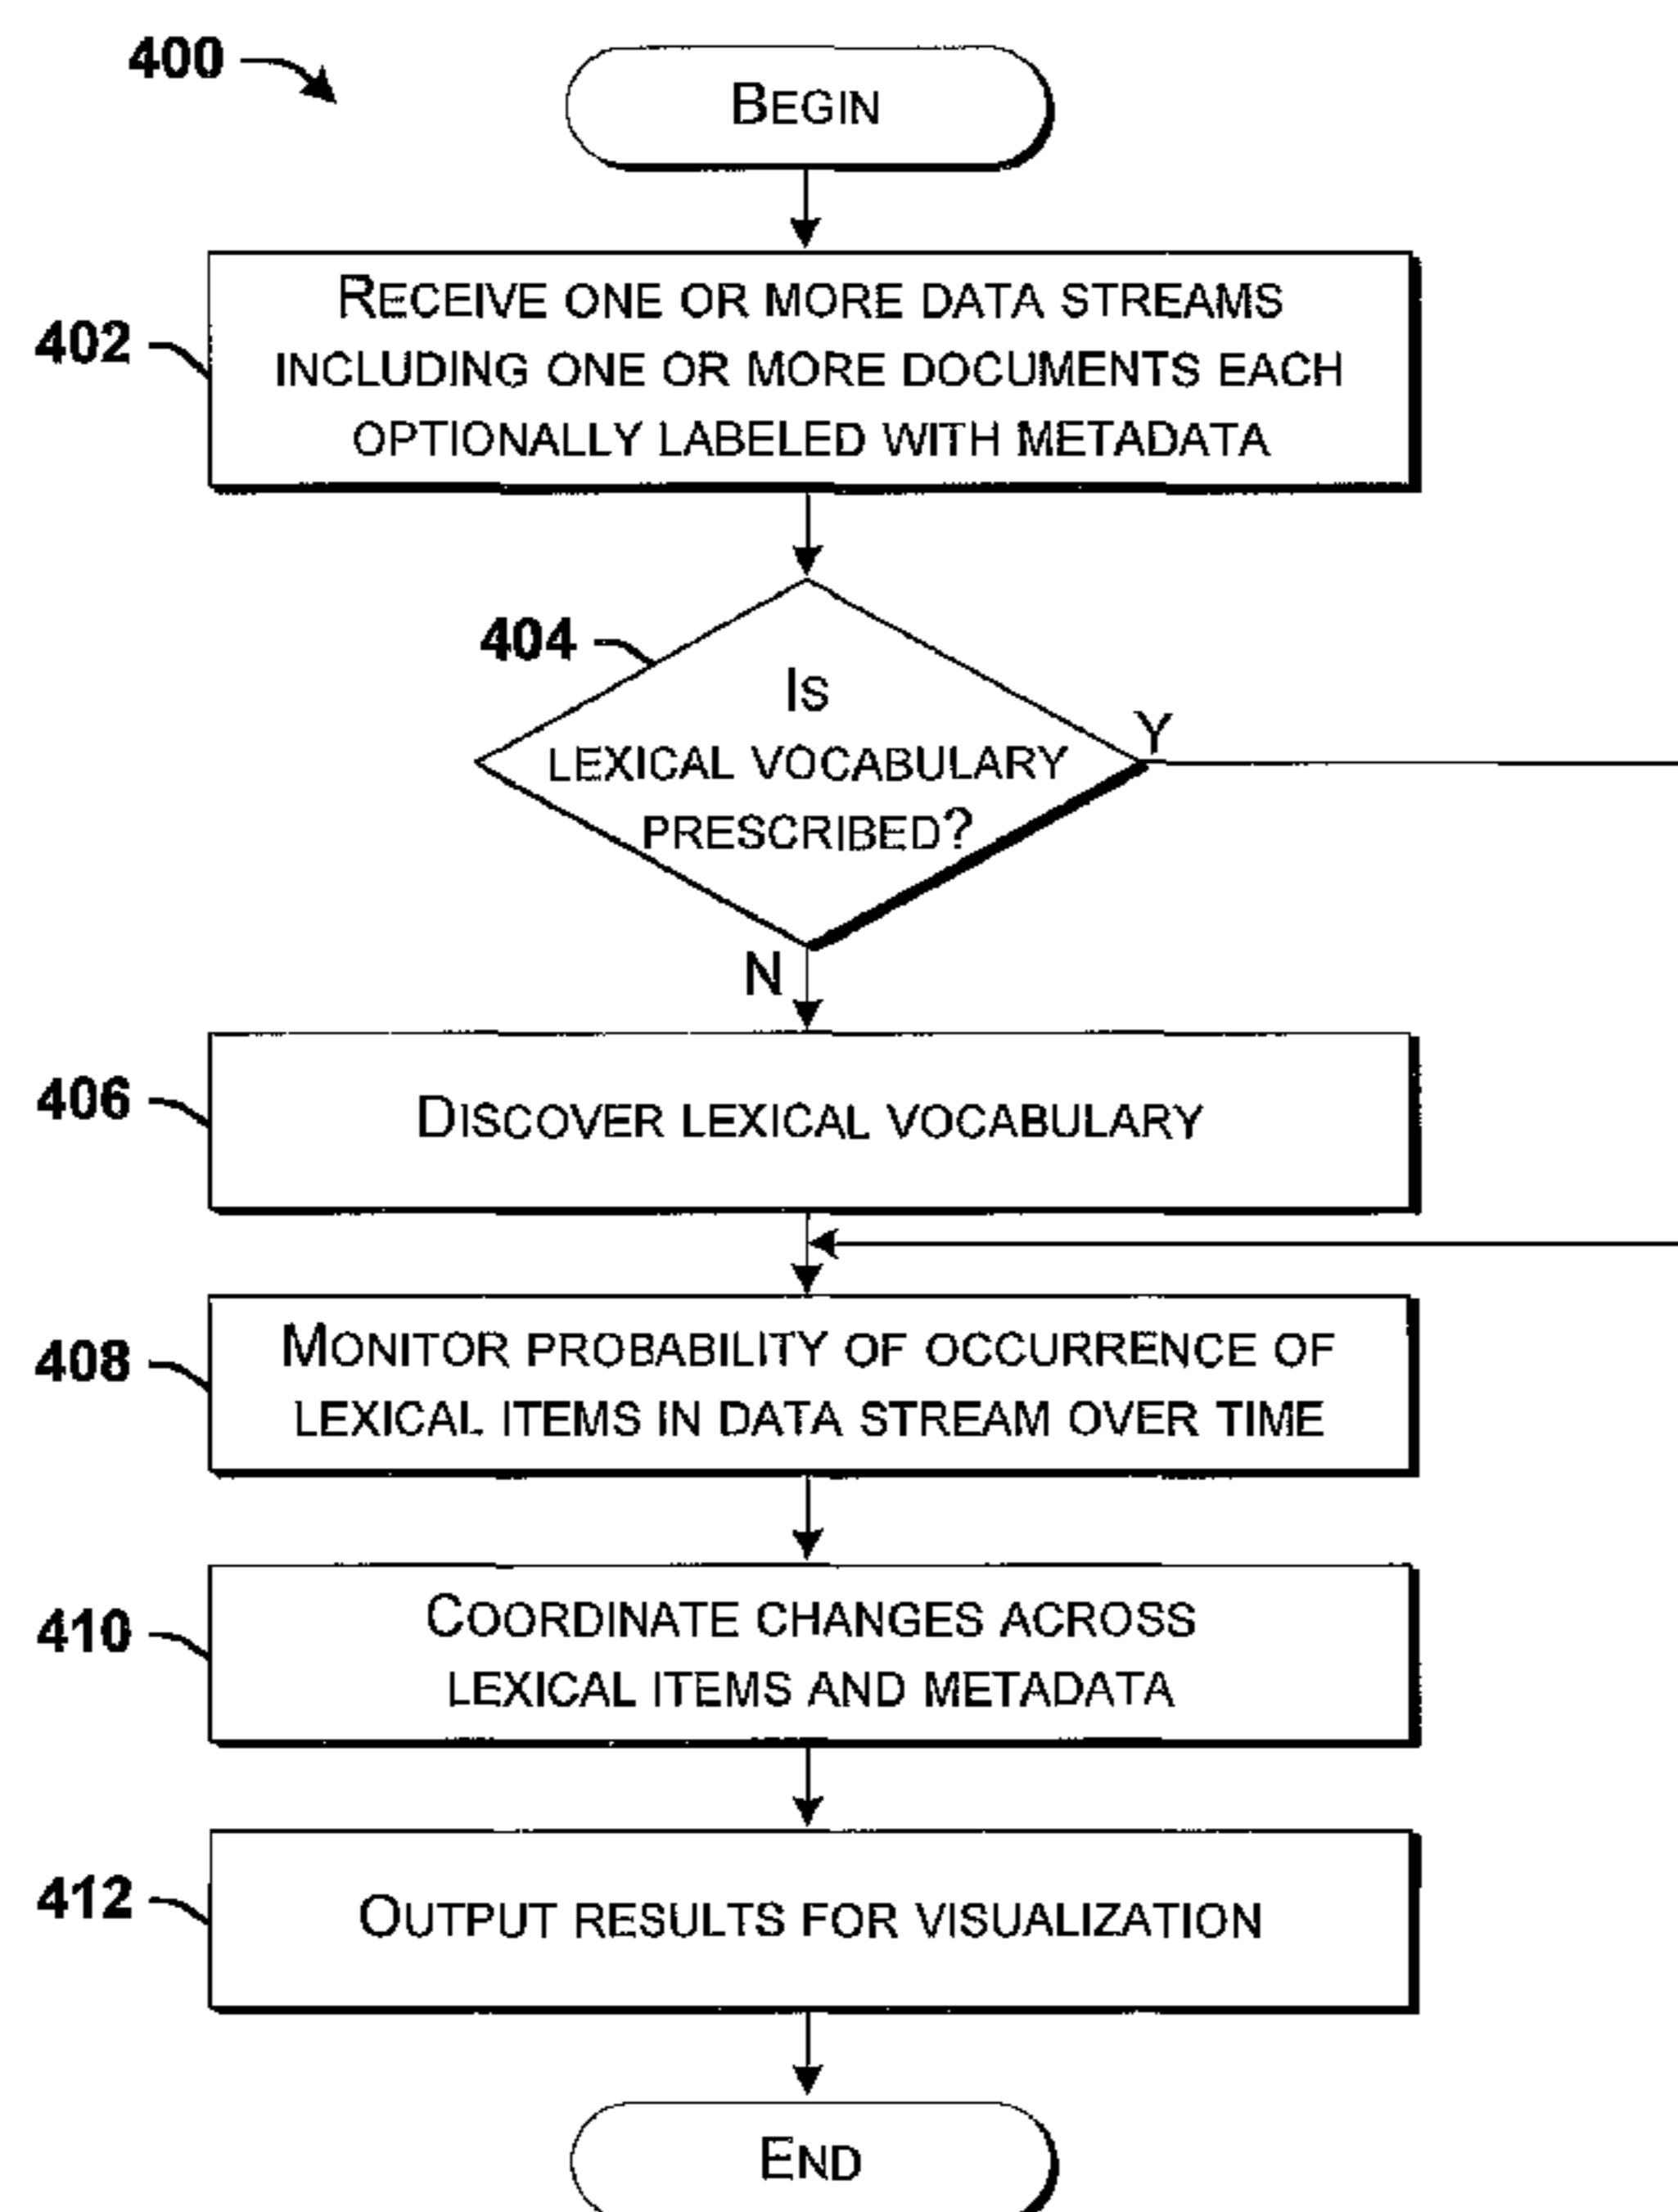 400
BEGIN
402
RECEIVE ONE OR MORE DATA STREAMS
INCLUDING ONE OR MORE DOCUMENTS EACH
OPTIONALLY LABELED WITH METADATA
404
IS
LEXICAL VOCABULARY
PRESCRIBED?
Y
N
406
DISCOVER LEXICAL VOCABULARY
408
MONITOR PROBABILITY OF OCCURRENCE OF
LEXICAL ITEMS IN DATA STREAM OVER TIME
410
COORDINATE CHANGES ACROSS
LEXICAL ITEMS AND METADATA
412
OUTPUT RESULTS FOR VISUALIZATION
END